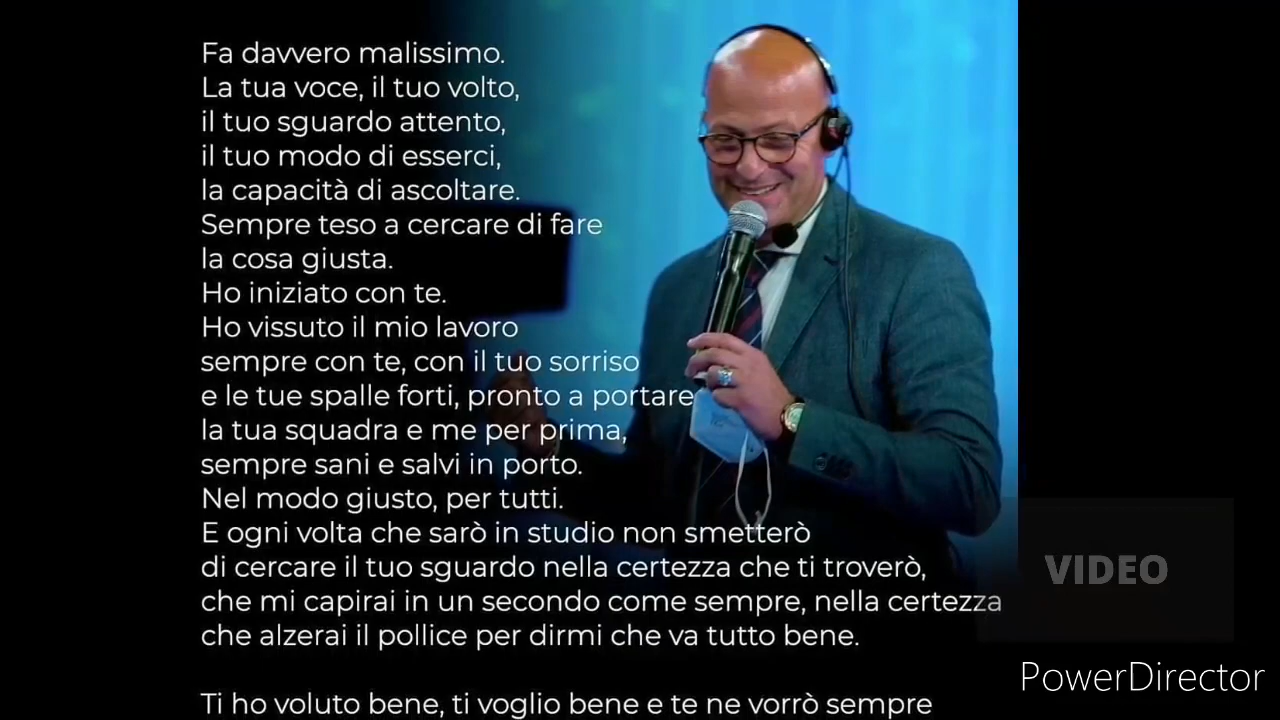 Fa davvero malissimo.
La tua voce, il tuo volto,
il tuo sguardo attento,
il tuo modo di esserci,
la capacità di ascoltare.
Sempre teso a cercare di fare
la cosa giusta.
Ho iniziato con te.
Ho vissuto il mio lavoro
sempre con te, con il tuo sorriso
e le tue spalle forti, pronto a portare
la tua squadra e me per prima,
sempre sani e salvi in porto.
Nel modo giusto, per tutti.
E ogni volta che sarò in studio non smetterò
di cercare il tuo sguardo nella certezza che ti troverò,
che mi capirai in un secondo come sempre, nella certezza
che alzerai il pollice per dirmi che va tutto bene.
Ti ho voluto bene, ti voglio bene e te ne vorrò sempre
VIDEO
PowerDirector